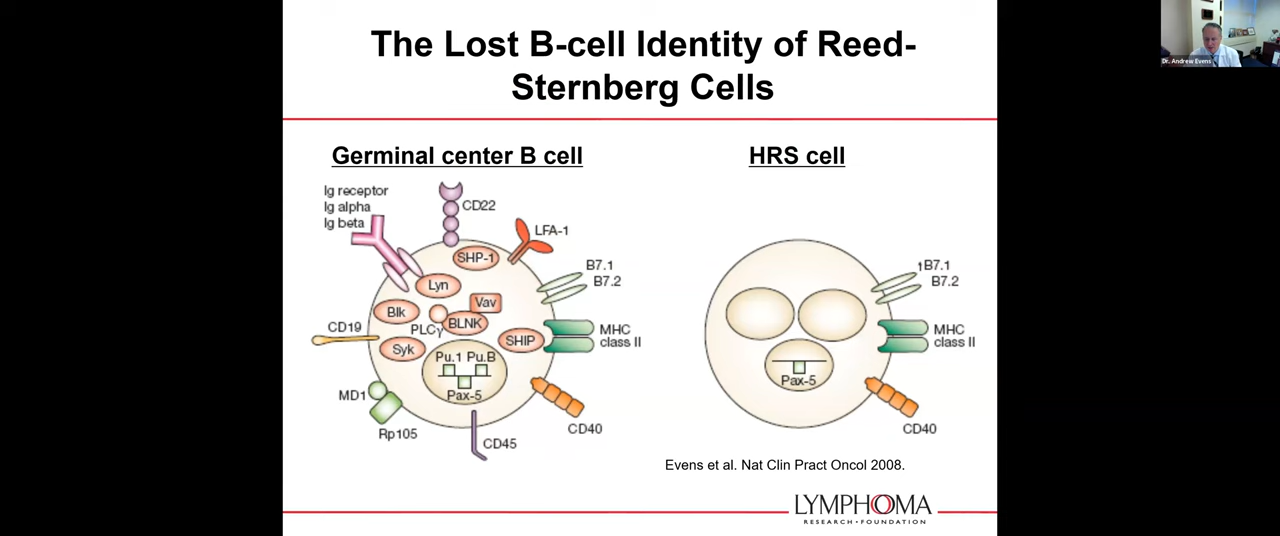 The Lost B-cell Identity of Reed-
Sternberg Cells
Dr. Andrew Evens
Germinal center B cell
HRS cell
Ig receptor
Ig alpha
Ig beta
CD22
LFA-1
SHP-1
B7.1
B7.2
Lyn
Vav
Blk
PLCγ
BLNK
CD19
MHC
class II
SHIP
Syk
Pu.1 Pu.B
Pax-5
MD1
Rp105
CD45
CD40
↑B7.1
B7.2
MHC
class II
Pax-5
CD40
Evens et al. Nat Clin Pract Oncol 2008.
LYMPHOMA
RESEARCH • FOUNDATION